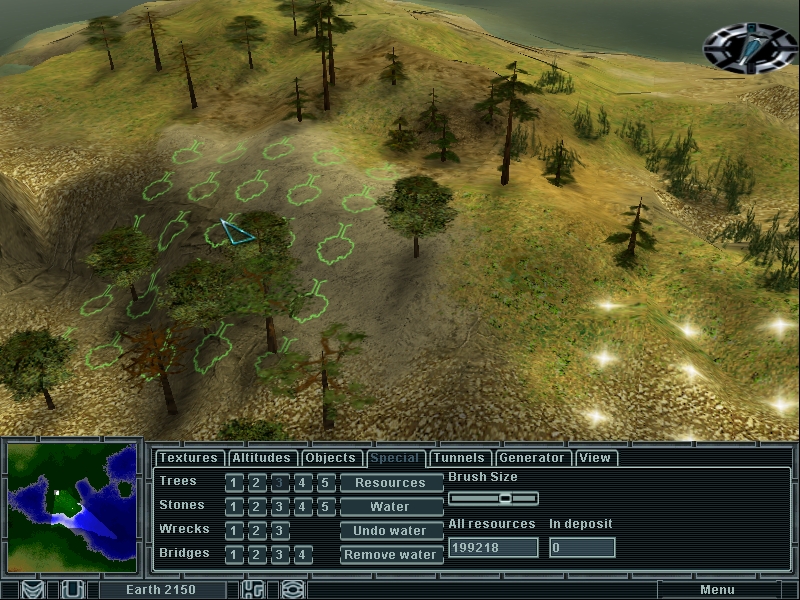 Textures Altitudes Objects Special Tunnels Generator View
Trees 1 2 3 4 5 Resources Brush Size
Stones 1 2 3 4 5 Water
Wrecks 1 2 3 Undo water All resources In deposit
Bridges 1 2 3 4 Remove water 199218 0
Earth 2150 Menu